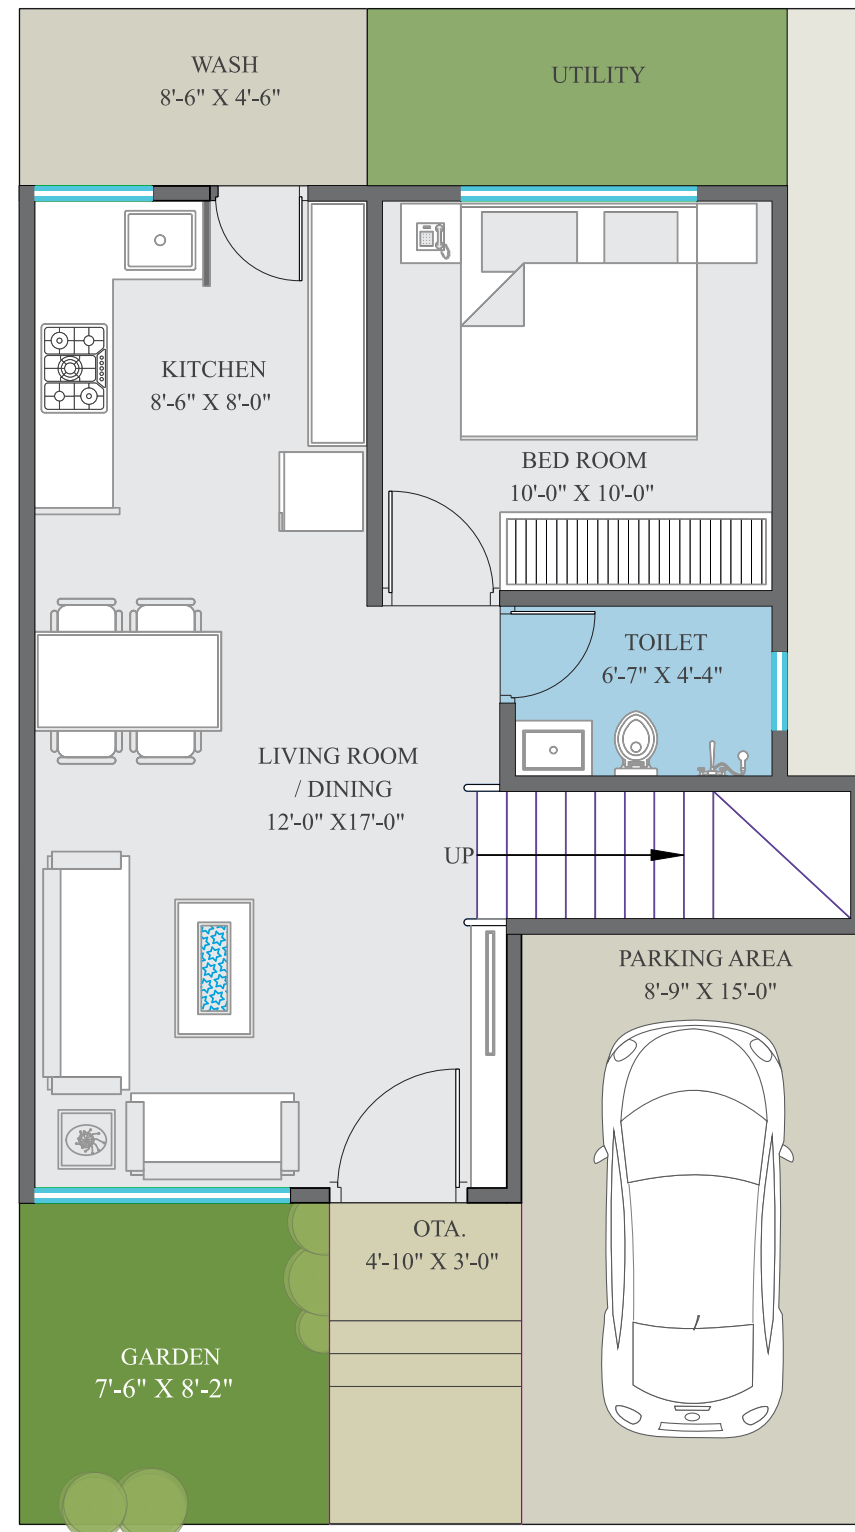 WASH
8'-6" X 4'-6"
UTILITY
KITCHEN
8'-6" X 8'-0"
BED ROOM
10'-0" X 10'-0"
TOILET
6'-7" X 4'-4"
LIVING ROOM
/ DINING
12'-0" X17'-0"
UP
PARKING AREA
8'-9" X 15'-0"
OTA.
4'-10" X 3'-0"
GARDEN
7'-6" X 8'-2"